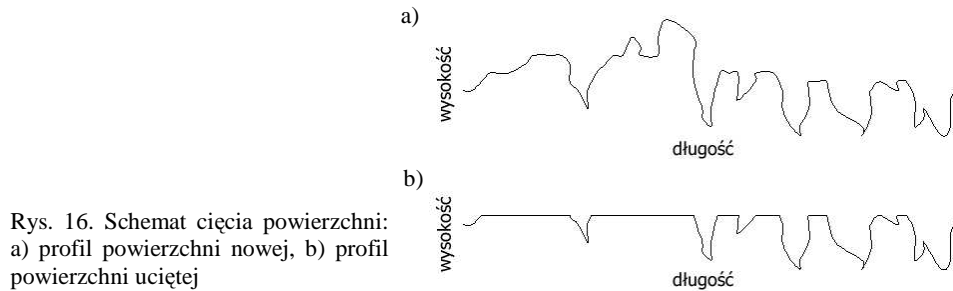 a)
wysokość
długość
b)
wysokość
długość
Rys. 16. Schemat cięcia powierzchni:
a) profil powierzchni nowej, b) profil
powierzchni uciętej